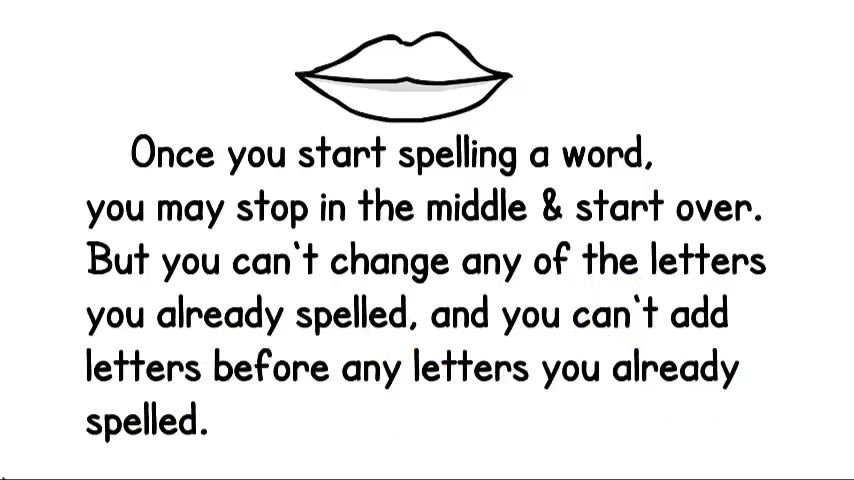 Once you start spelling a word,
you may stop in the middle & start over.
But you can't change any of the letters
you already spelled, and you can't add
letters before any letters you already
spelled.